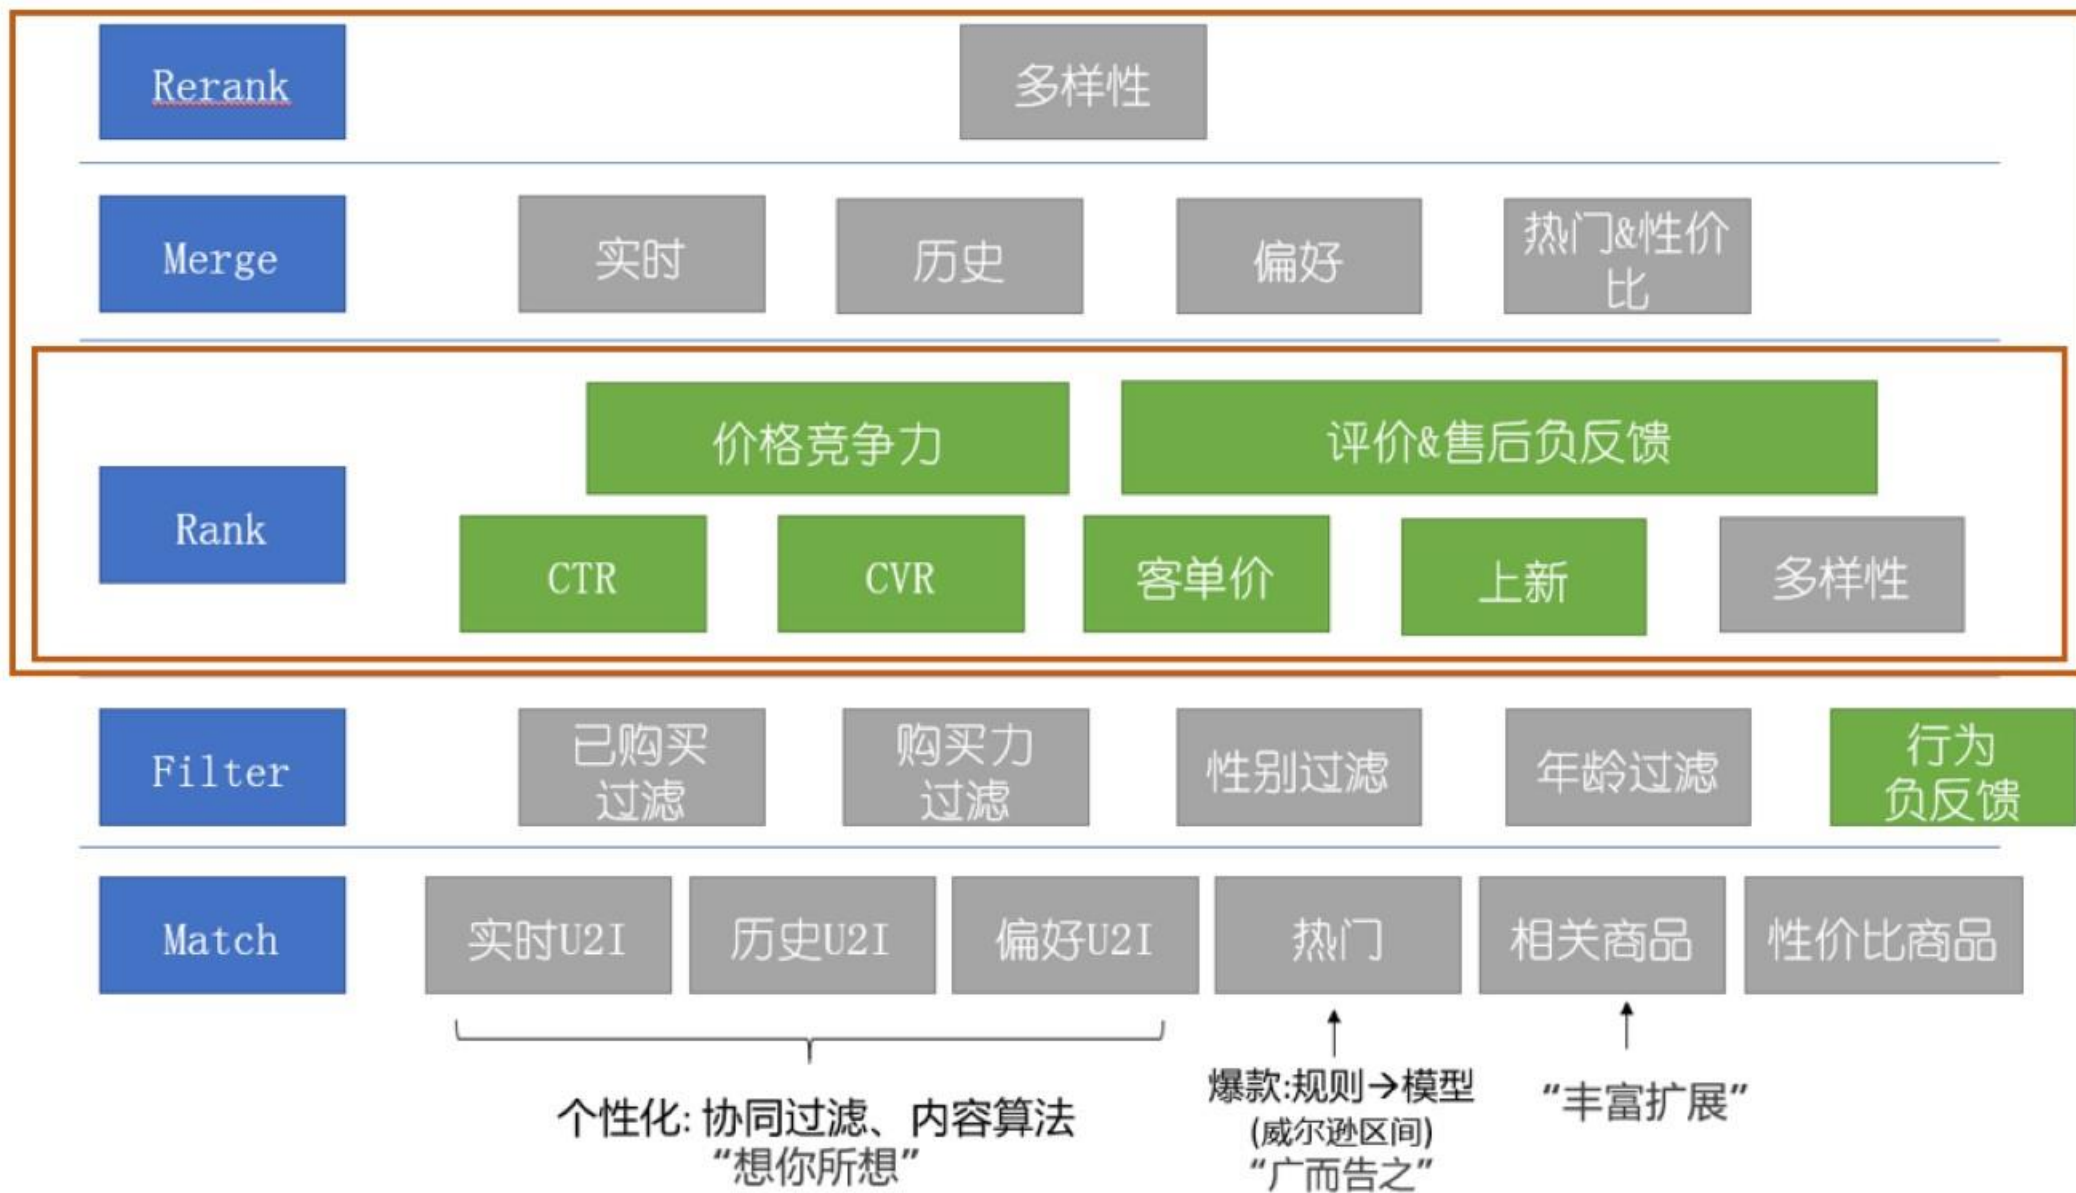 Rerank
多样性
Merge
实时
历史
偏好
热门&性价
比
Rank
价格竞争力
评价&售后负反馈
CTR
CVR
客单价
上新
多样性
Filter
已购买
过滤
购买力
过滤
性别过滤
年龄过滤
行为
负反馈
Match
实时U2I
历史U2I
偏好U2I
热门
相关商品
性价比商品
个性化: 协同过滤、内容算法
“想你所想”
爆款:规则→模型
(威尔逊区间)
“广而告之”
“丰富扩展”